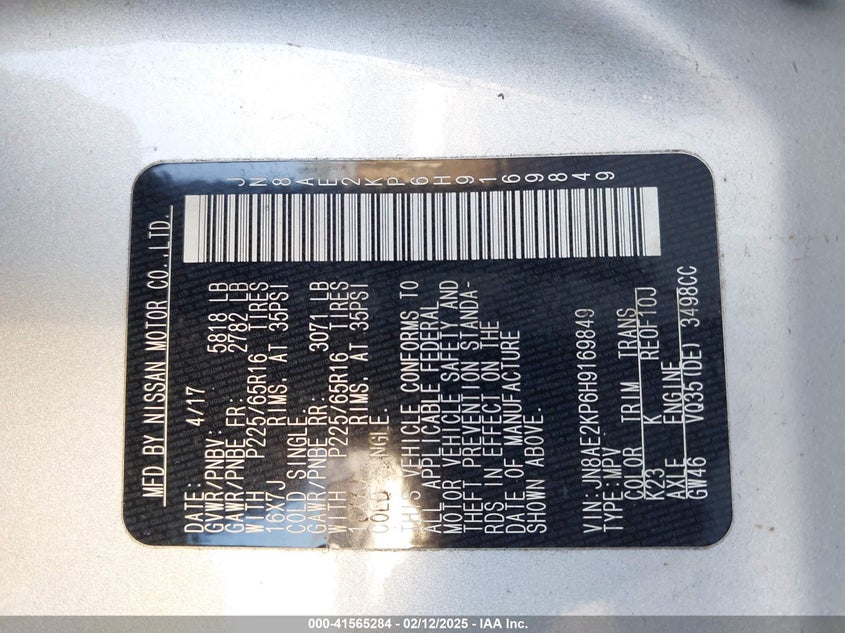 JN8AE2KP6H9169849
MFD BY NISSAN MOTOR CO.,LTD.
DATE: 4/17
GVWR/PNBV: 5818 LB
GAWR/PNBE FR: 2782 LB
WITH P225/65R16 TIRES
16X7J RIMS. AT 35PSI
COLD SINGLE.
GAWR/PNBE RR: 3071 LB
WITH P225/65R16 TIRES
RIMS. AT 35PSI
COLD
THIS VEHICLE CONFORMS TO
ALL APPLICABLE FEDERAL
MOTOR VEHICLE SAFETY AND
THEFT PREVENTION STANDA-
RDS IN EFFECT ON THE
DATE OF MANUFACTURE
SHOWN ABOVE.
VIN:JN8AE2KP6H9169849
TYPE:MPV
COLOR TRIM TRANS
K23 K RE0F10J
AXLE ENGINE
GW46 VQ35(DE) 3498CC
000-41565284 - 02/12/2025 - IAA Inc.